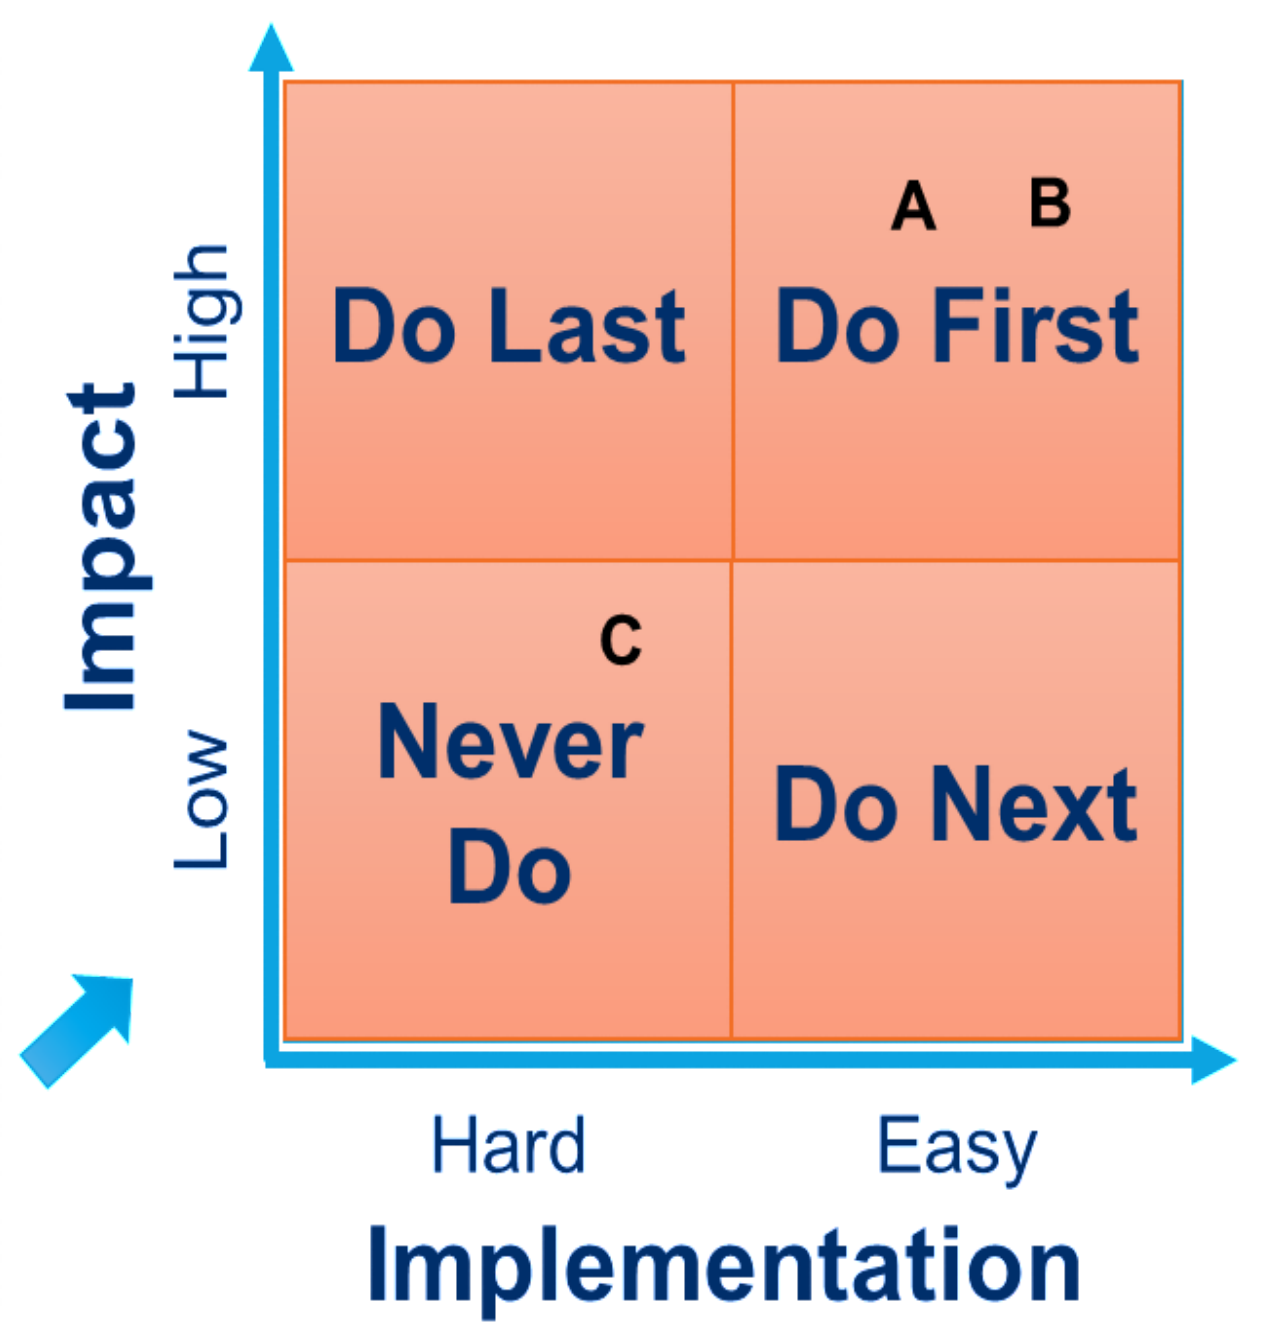 Impact
High
Low
A B
Do Last
Do First
C
Never
Do
Do Next
Hard
Easy
Implementation